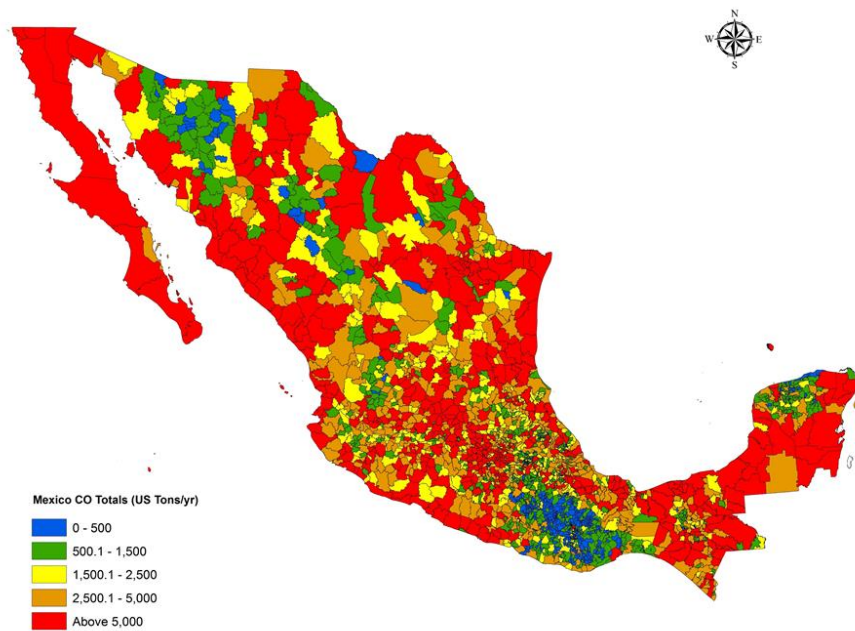 N
W E
S
Mexico CO Totals (US Tons/yr)
0 - 500
500.1 - 1,500
1,500.1 - 2,500
2,500.1 - 5,000
Above 5,000